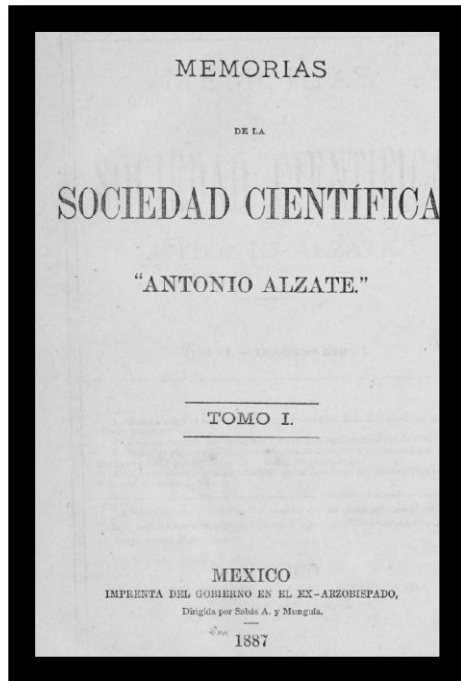 MEMORIAS
DE LA
SOCIEDAD CIENTÍFICA
“ANTONIO ALZATE.”
TOMO I.
MEXICO
IMPRENTA DEL GOBIERNO EN EL EX-ARZOBISPADO,
Dirigida por Sabás A. y Munguía.
1887